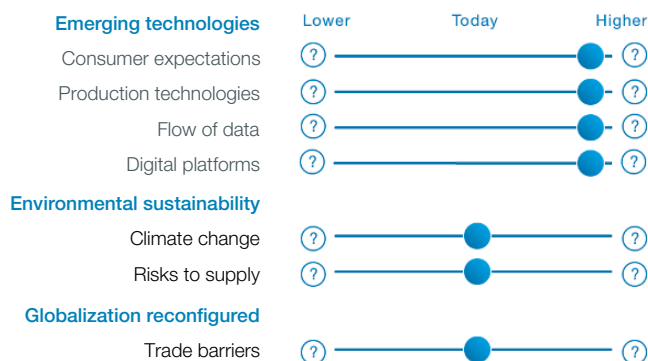 Emerging technologies Lower Today Higher
Consumer expectations ? ?
Production technologies ? ?
Flow of data ? ?
Digital platforms ? ?
Environmental sustainability
Climate change ? ?
Risks to supply ? ?
Globalization reconfigured
Trade barriers ? ?